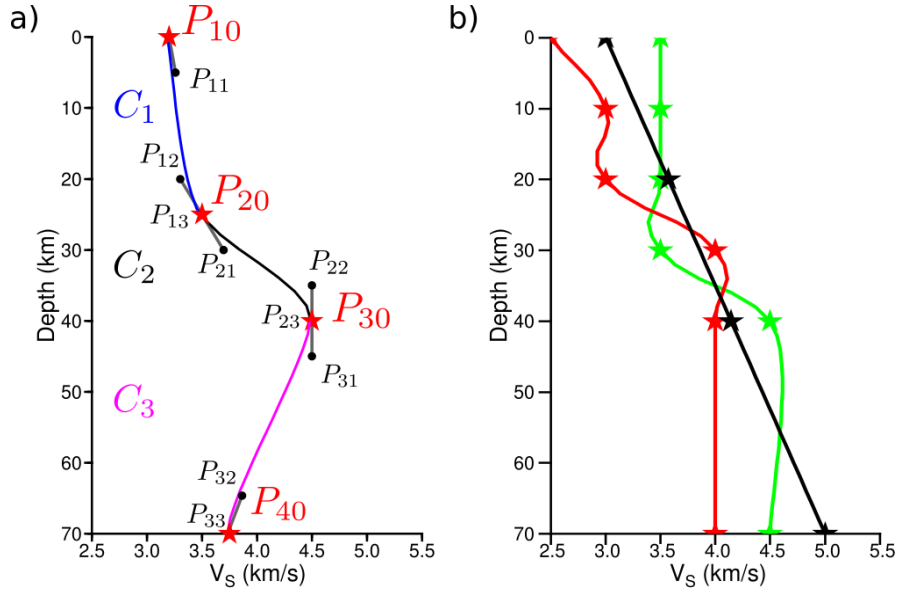 a)
P10
P11
C1
P12
P20
P13
P21
C2
P22
P23
P30
P31
C3
P32
P40
P33
0
10
20
30
40
50
60
70
Depth (km)
2.5 3.0 3.5 4.0 4.5 5.0 5.5
VS (km/s)
b)
0
10
20
30
40
50
60
70
Depth (km)
2.5 3.0 3.5 4.0 4.5 5.0 5.5
VS (km/s)